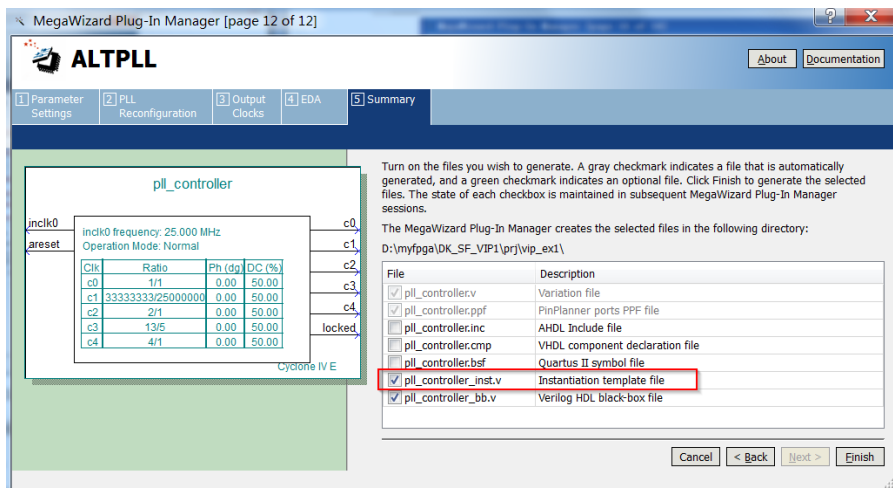 MegaWizard Plug-In Manager [page 12 of 12]
?
X
ALTPLL
About
Documentation
1 Parameter Settings
2 PLL Reconfiguration
3 Output Clocks
4 EDA
5 Summary
pll_controller
inclk0
areset
inclk0 frequency: 25.000 MHz
Operation Mode: Normal
Clk Ratio Ph (dg) DC (%)
c0 1/1 0.00 50.00
c1 33333333/25000000 0.00 50.00
c2 2/1 0.00 50.00
c3 13/5 0.00 50.00
c4 4/1 0.00 50.00
c0
c1
c2
c3
c4
locked
Cyclone IV E
Turn on the files you wish to generate. A gray checkmark indicates a file that is automatically
generated, and a green checkmark indicates an optional file. Click Finish to generate the selected
files. The state of each checkbox is maintained in subsequent MegaWizard Plug-In Manager
sessions.
The MegaWizard Plug-In Manager creates the selected files in the following directory:
D:\myfpga\DK_SF_VIP1\prj\vip_ex1\
File Description
pll_controller.v Variation file
pll_controller.ppf PinPlanner ports PPF file
pll_controller.inc AHDL Include file
pll_controller.cmp VHDL component declaration file
pll_controller.bsf Quartus II symbol file
pll_controller_inst.v Instantiation template file
pll_controller_bb.v Verilog HDL black-box file
Cancel
< Back
Next >
Finish